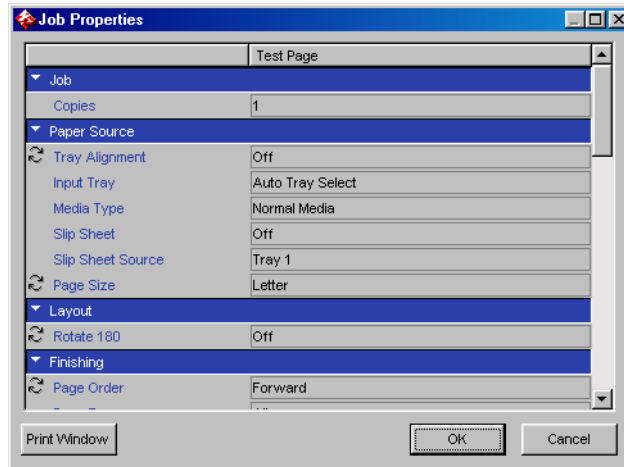 Job Properties
Test Page
Job
Copies 1
Paper Source
Tray Alignment Off
Input Tray Auto Tray Select
Media Type Normal Media
Slip Sheet Off
Slip Sheet Source Tray 1
Page Size Letter
Layout
Rotate 180 Off
Finishing
Page Order Forward
Print Window OK Cancel